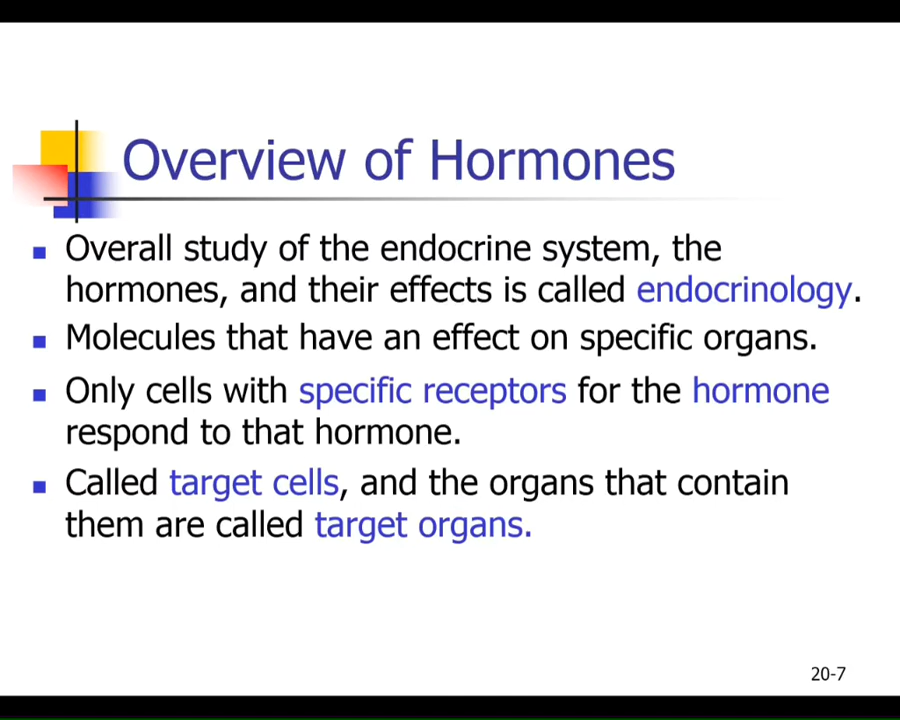 Overview of Hormones
Overall study of the endocrine system, the
hormones, and their effects is called endocrinology.
Molecules that have an effect on specific organs.
Only cells with specific receptors for the hormone
respond to that hormone.
Called target cells, and the organs that contain
them are called target organs.
20-7